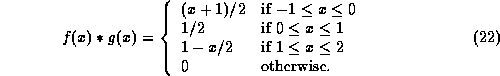 (x + 1)/2 if −1 ≤ x ≤ 0
1/2 if 0 ≤ x ≤ 1
f(x) * g(x) = { 1 − x/2 if 1 ≤ x ≤ 2 (22)
0 otherwise.